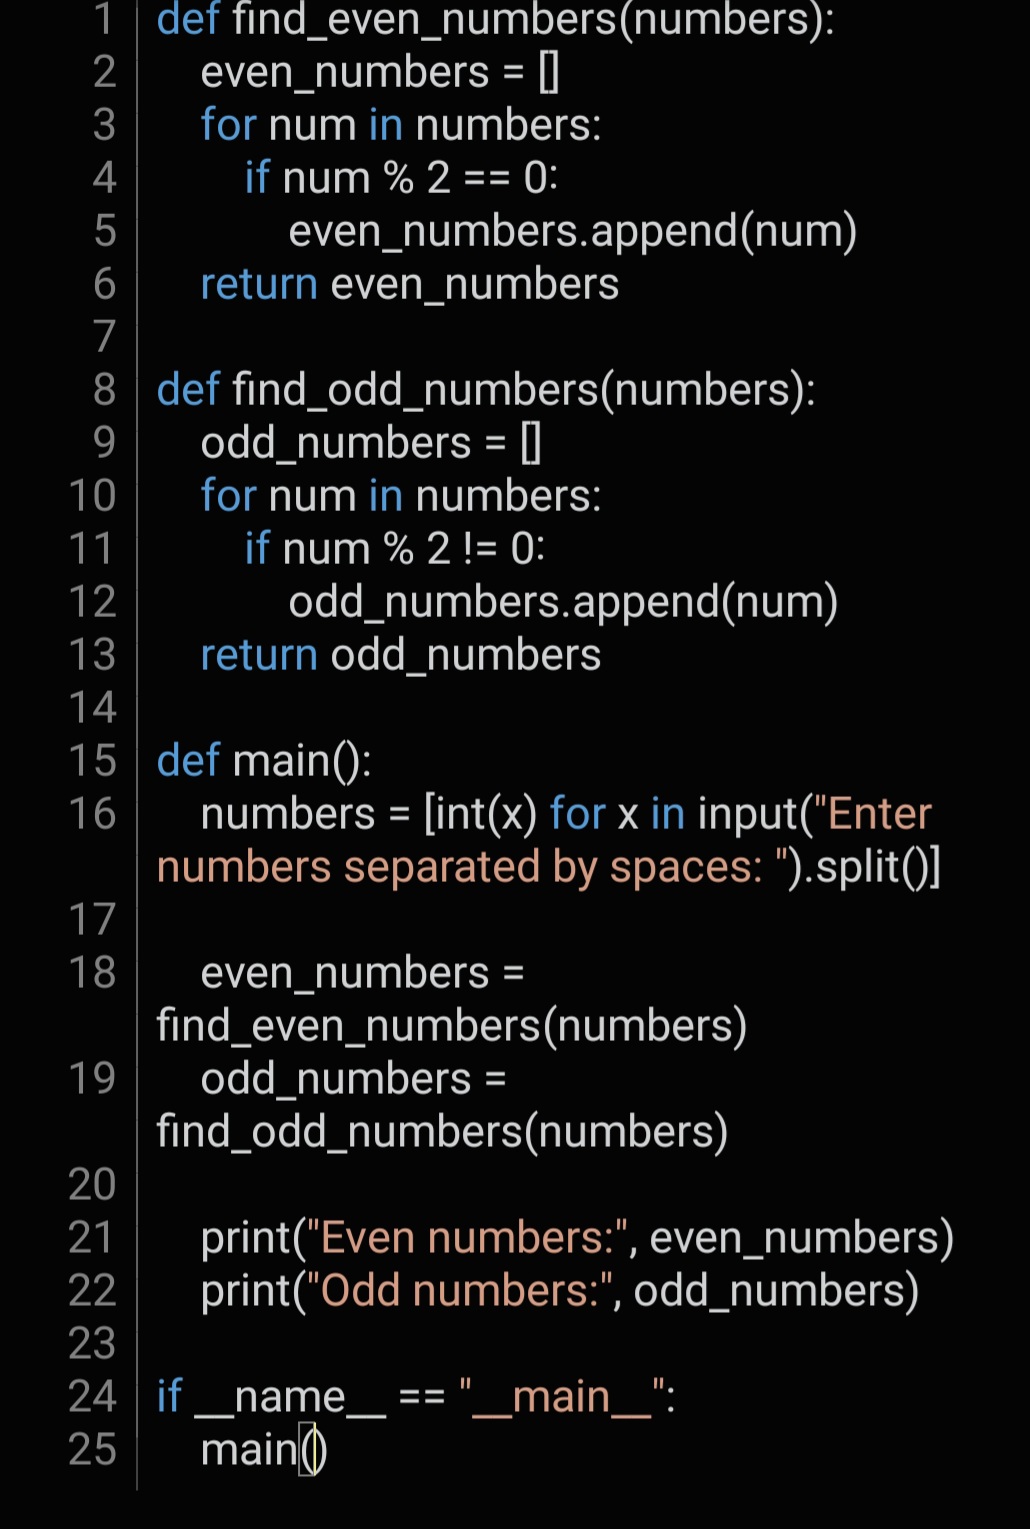 1 def find_even_numbers(numbers):
2     even_numbers = []
3     for num in numbers:
4         if num % 2 == 0:
5             even_numbers.append(num)
6     return even_numbers
7
8 def find_odd_numbers(numbers):
9     odd_numbers = []
10     for num in numbers:
11         if num % 2 != 0:
12             odd_numbers.append(num)
13     return odd_numbers
14
15 def main():
16     numbers = [int(x) for x in input("Enter
numbers separated by spaces: ").split()]
17
18     even_numbers =
find_even_numbers(numbers)
19     odd_numbers =
find_odd_numbers(numbers)
20
21     print("Even numbers:", even_numbers)
22     print("Odd numbers:", odd_numbers)
23
24 if __name__ == "__main__":
25     main()